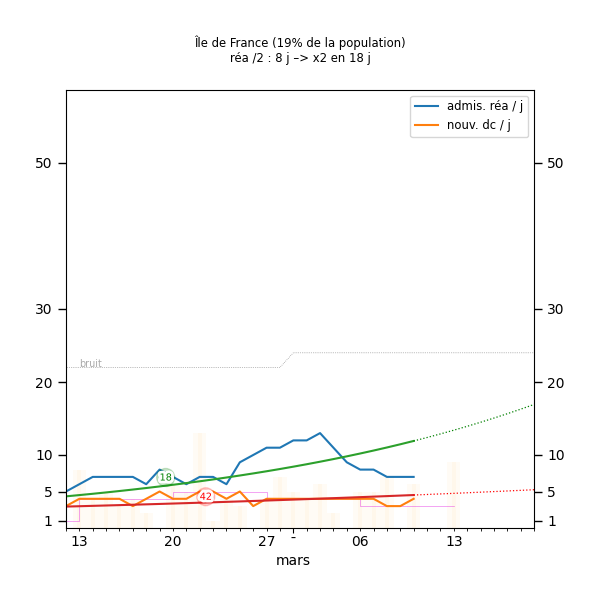 Île de France (19% de la population)
réa /2 : 8 j –> x2 en 18 j
admis. réa / j
nouv. dc / j
50 50
30 30
bruit
20 20
10 10
18
5 42 5
1 1
13 20 27 - 06 13
mars